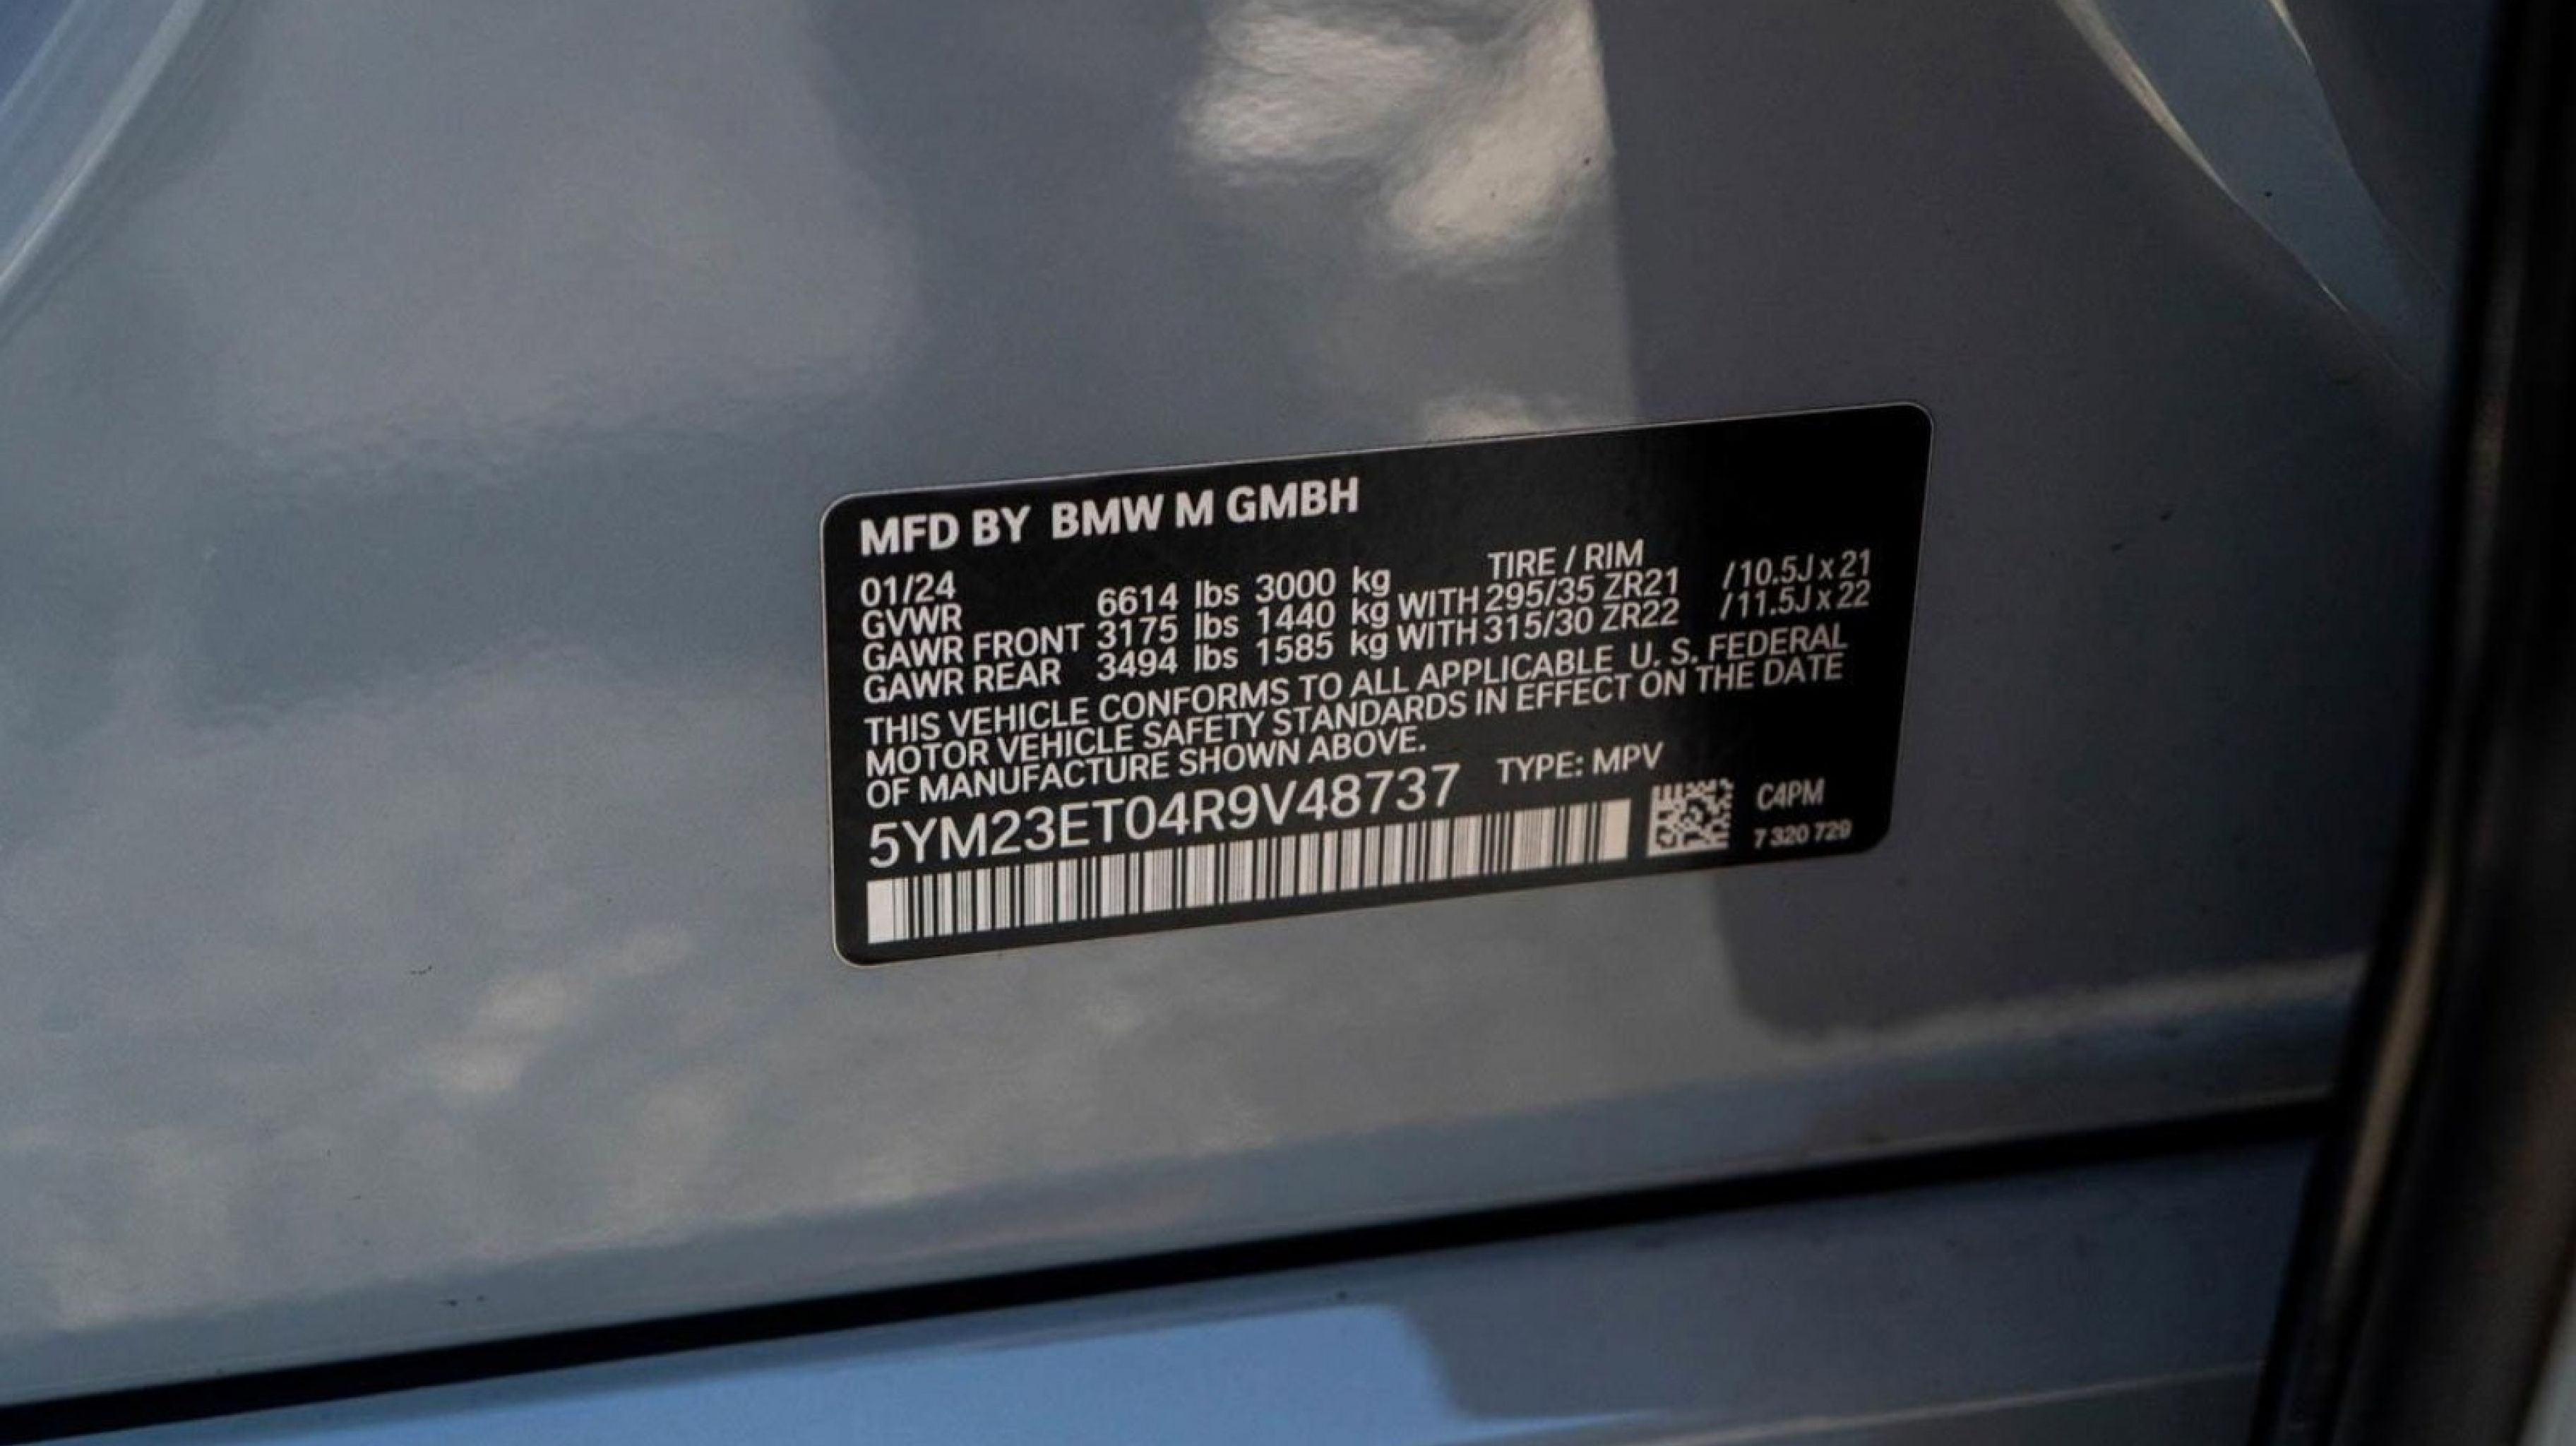 MFD BY BMW M GMBH
01/24 TIRE / RIM
GVWR 6614 lbs 3000 kg
GAWR FRONT 3175 lbs 1440 kg WITH 295/35 ZR21 /10.5J x 21
GAWR REAR 3494 lbs 1585 kg WITH 315/30 ZR22 /11.5J x 22
THIS VEHICLE CONFORMS TO ALL APPLICABLE U. S. FEDERAL
MOTOR VEHICLE SAFETY STANDARDS IN EFFECT ON THE DATE
OF MANUFACTURE SHOWN ABOVE.
5YM23ET04R9V48737 TYPE: MPV
C4PM
7 320 729